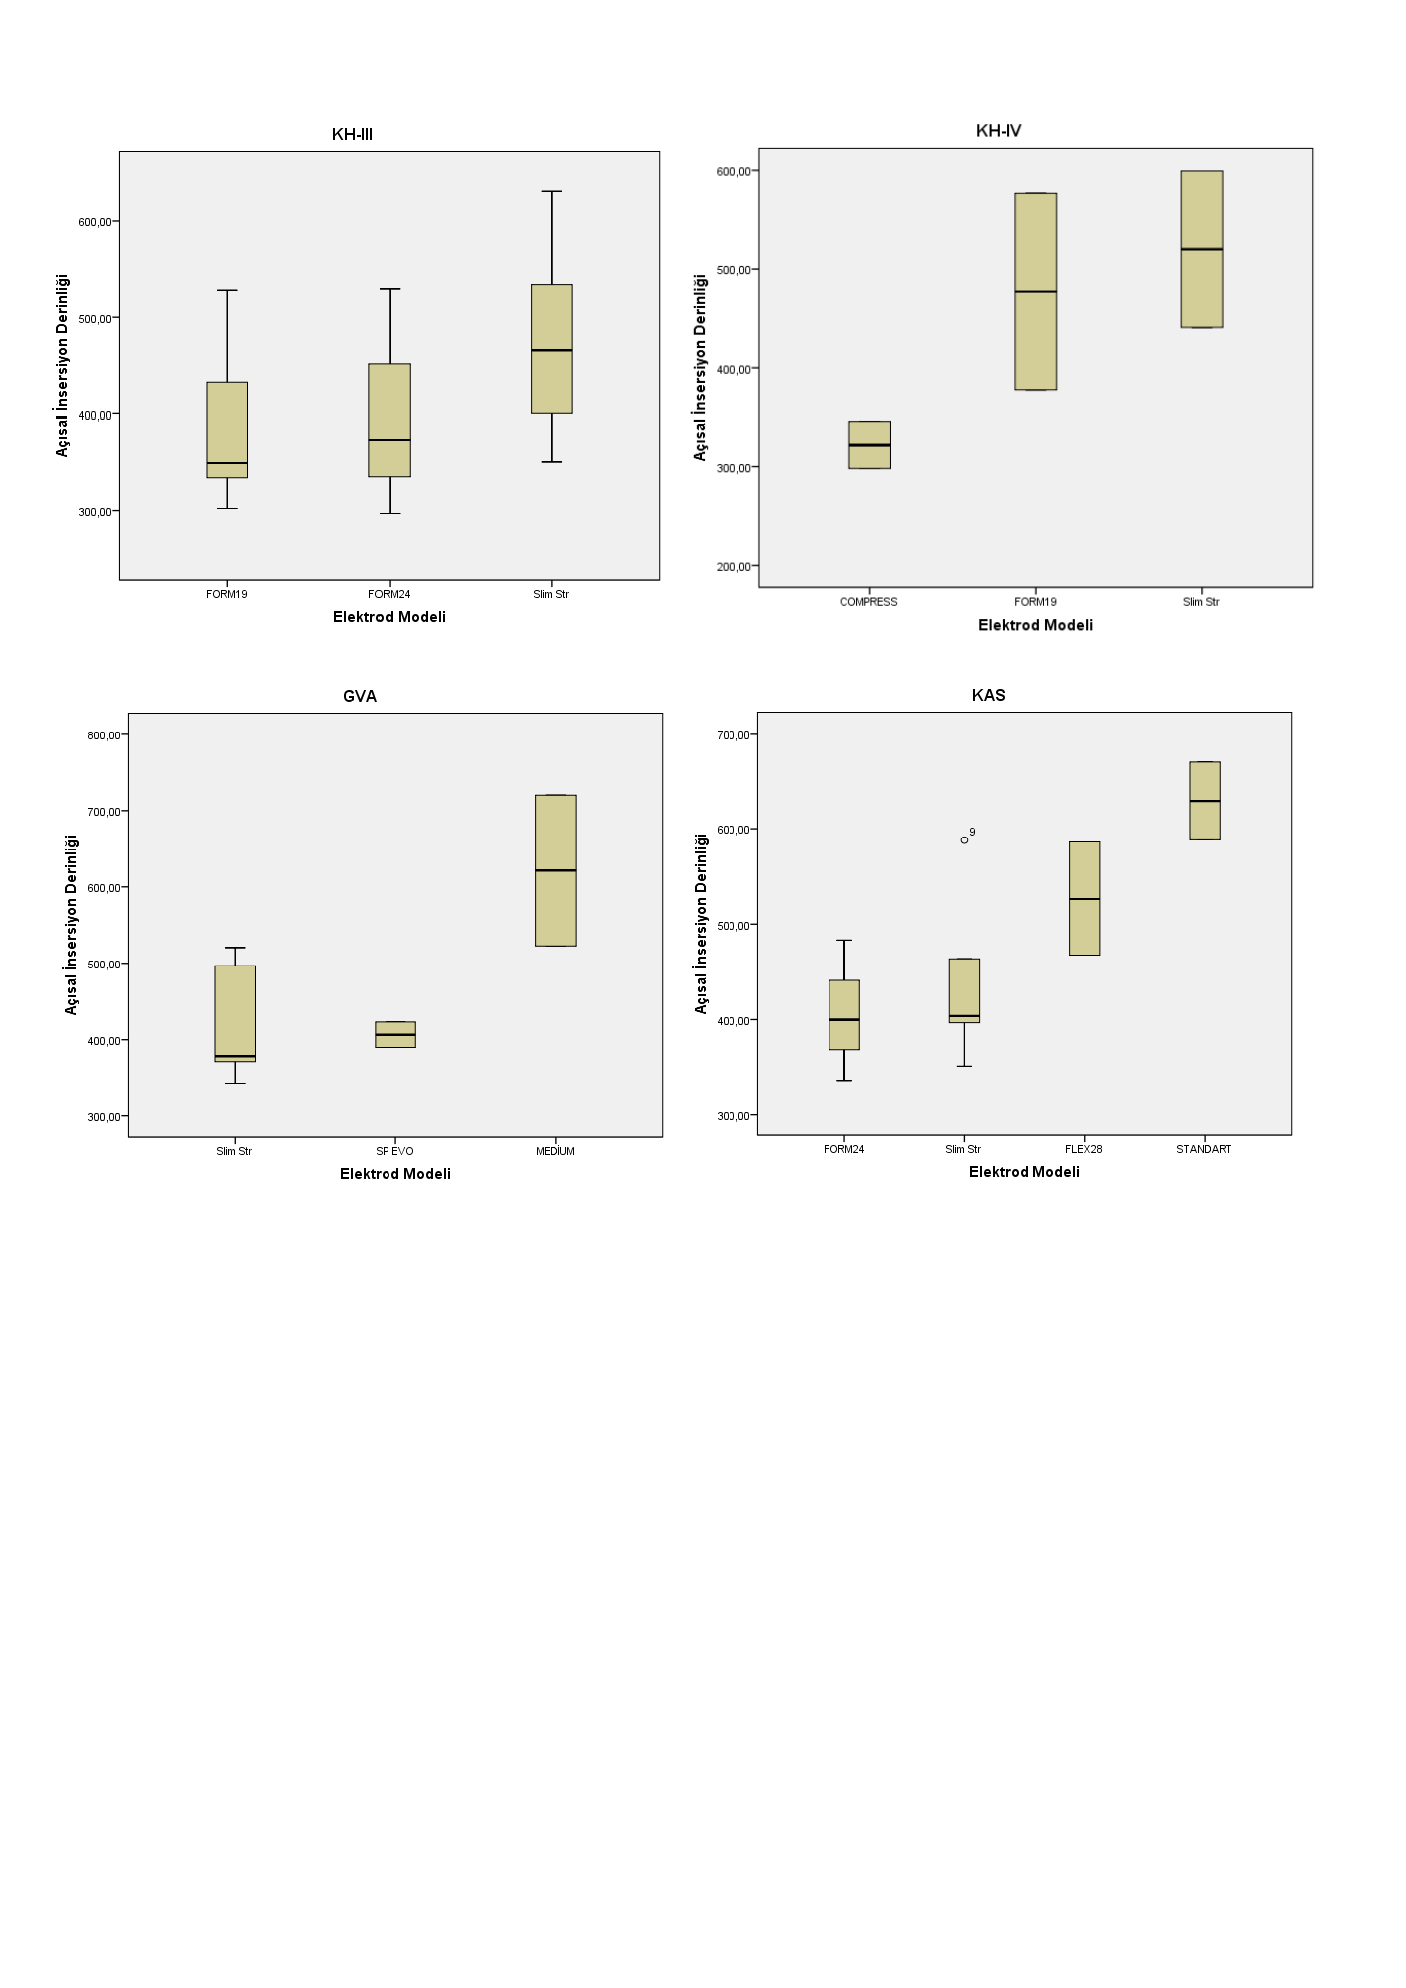 KH-III
Açısal İnsersiyon Derinliği
600,00
500,00
400,00
300,00
FORM19 FORM24 Slim Str
Elektrod Modeli
KH-IV
Açısal İnsersiyon Derinliği
600,00
500,00
400,00
300,00
200,00
COMPRESS FORM19 Slim Str
Elektrod Modeli
GVA
Açısal İnsersiyon Derinliği
800,00
700,00
600,00
500,00
400,00
300,00
Slim Str SF EVO MEDİUM
Elektrod Modeli
KAS
Açısal İnsersiyon Derinliği
700,00
600,00
500,00
400,00
300,00
9
FORM24 Slim Str FLEX28 STANDART
Elektrod Modeli